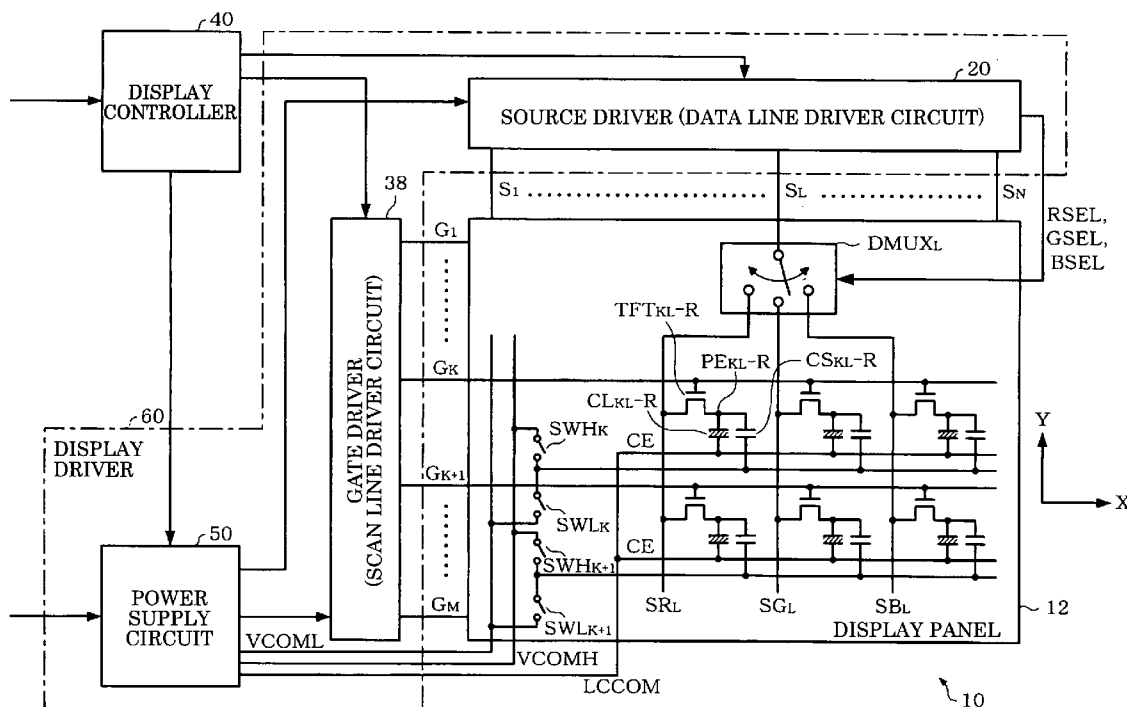 40
DISPLAY
CONTROLLER
20
SOURCE DRIVER (DATA LINE DRIVER CIRCUIT)
38
S1
SL
SN
RSEL,
GSEL,
BSEL
G1
DMUXL
TFTKL-R
PEKL-R
CSKL-R
GK
CLKL-R
GATE DRIVER
(SCAN LINE DRIVER CIRCUIT)
60
DISPLAY
DRIVER
SWHK
CE
GK+1
Y
X
SWLK
50
CE
SWHK+1
POWER
SUPPLY
CIRCUIT
GM
SWLK+1
SRL
SGL
SBL
12
DISPLAY PANEL
VCOML
VCOMH
LCCOM
10